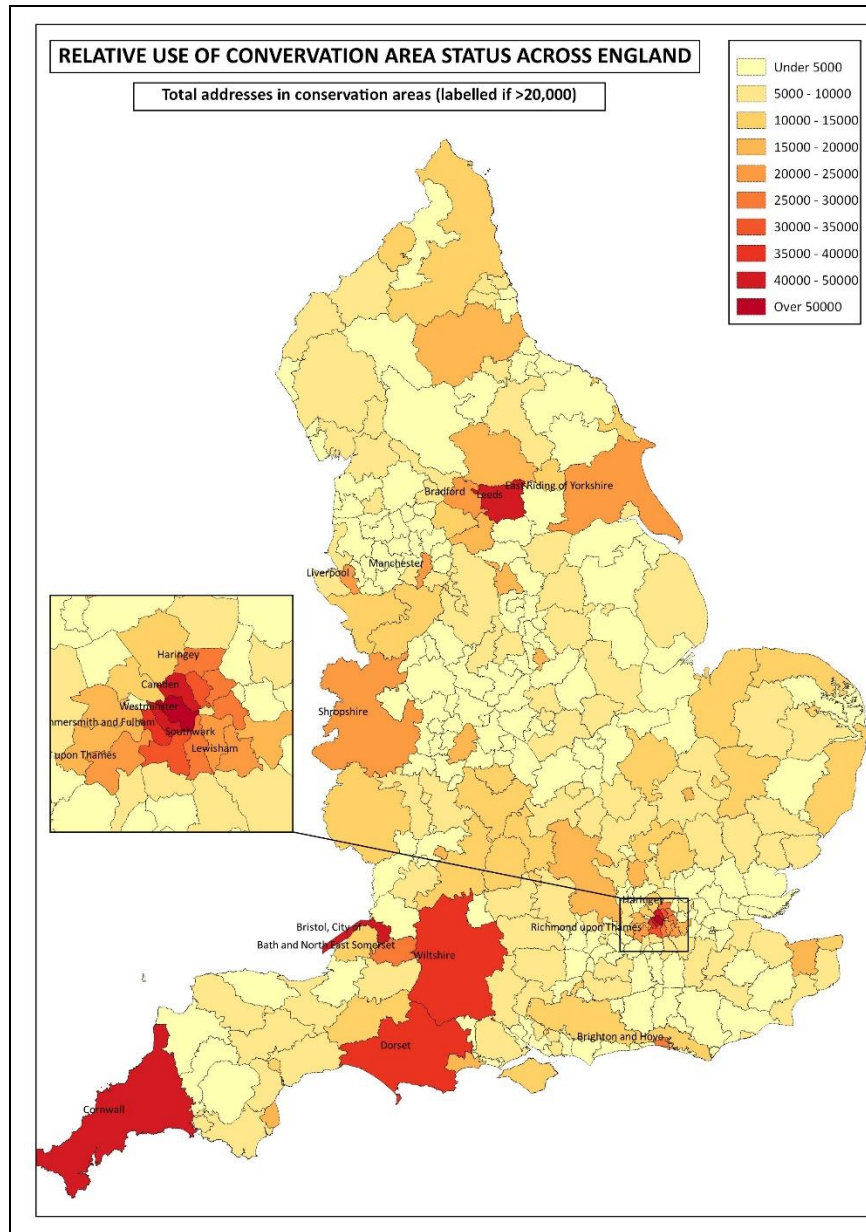 RELATIVE USE OF CONVERVATION AREA STATUS ACROSS ENGLAND
Total addresses in conservation areas (labelled if >20,000)
Under 5000
5000 - 10000
10000 - 15000
15000 - 20000
20000 - 25000
25000 - 30000
30000 - 35000
35000 - 40000
40000 - 50000
Over 50000
Bradford
Leeds
East Riding of Yorkshire
Liverpool
Manchester
Haringey
Camden
Westminster
mmersmith and Fulham
Southwark
upon Thames
Lewisham
Shropshire
Haringey
Richmond upon Thames
Bristol, City of
Bath and North East Somerset
Wiltshire
Brighton and Hove
Dorset
Cornwall